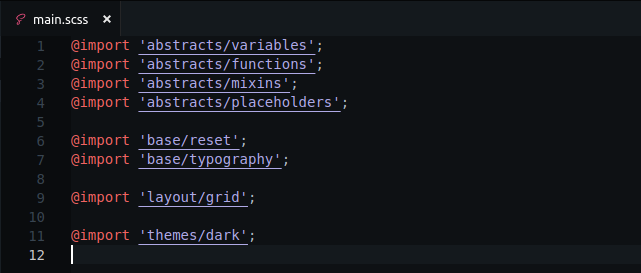 main.scss ×
1 @import 'abstracts/variables';
2 @import 'abstracts/functions';
3 @import 'abstracts/mixins';
4 @import 'abstracts/placeholders';
5
6 @import 'base/reset';
7 @import 'base/typography';
8
9 @import 'layout/grid';
10
11 @import 'themes/dark';
12